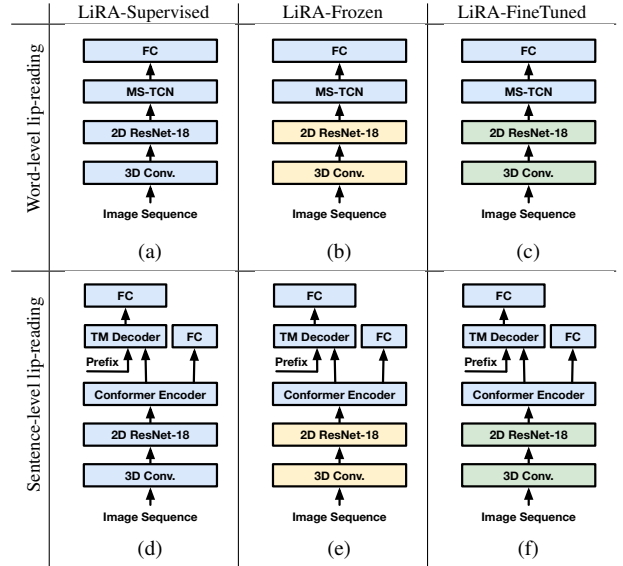 LiRA-Supervised LiRA-Frozen LiRA-FineTuned
Word-level lip-reading
FC FC FC
MS-TCN MS-TCN MS-TCN
2D ResNet-18 2D ResNet-18 2D ResNet-18
3D Conv. 3D Conv. 3D Conv.
Image Sequence Image Sequence Image Sequence
(a) (b) (c)
Sentence-level lip-reading
FC FC FC
TM Decoder FC TM Decoder FC TM Decoder FC
Prefix Prefix Prefix
Conformer Encoder Conformer Encoder Conformer Encoder
2D ResNet-18 2D ResNet-18 2D ResNet-18
3D Conv. 3D Conv. 3D Conv.
Image Sequence Image Sequence Image Sequence
(d) (e) (f)